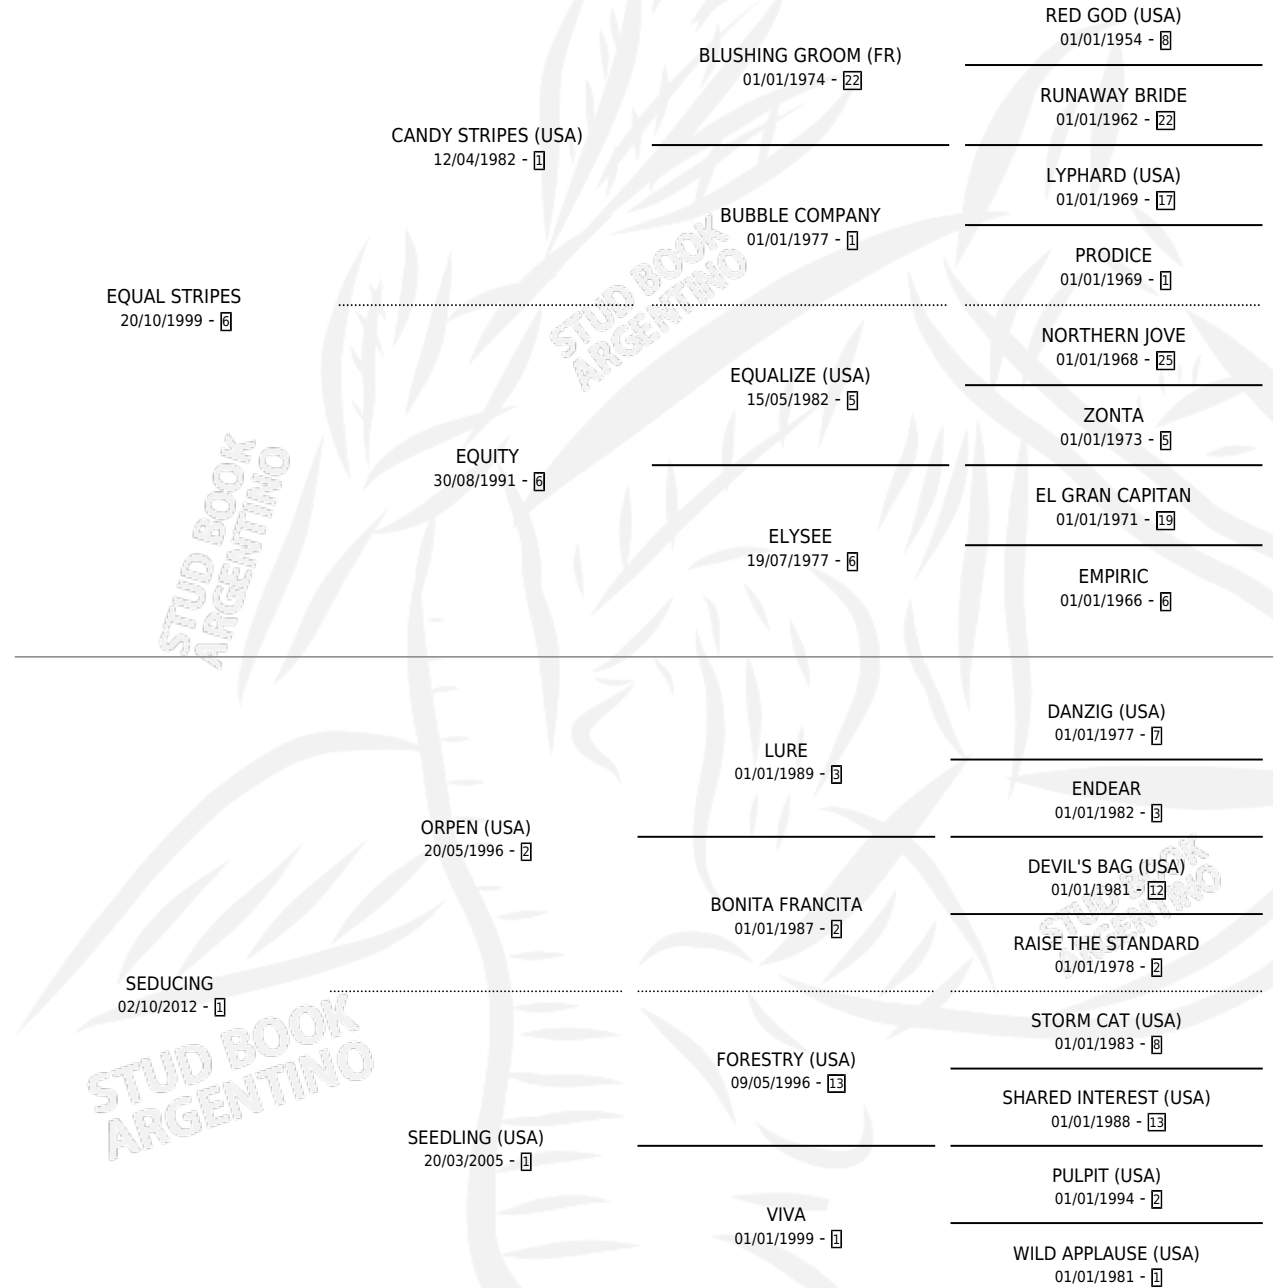 RED GOD (USA)
01/01/1954 - 8
BLUSHING GROOM (FR)
01/01/1974 - 22
RUNAWAY BRIDE
01/01/1962 - 22
CANDY STRIPES (USA)
12/04/1982 - 1
LYPHARD (USA)
01/01/1969 - 17
BUBBLE COMPANY
01/01/1977 - 1
PRODICE
01/01/1969 - 1
EQUAL STRIPES
20/10/1999 - 6
NORTHERN JOVE
01/01/1968 - 25
EQUALIZE (USA)
15/05/1982 - 5
ZONTA
01/01/1973 - 5
EQUITY
30/08/1991 - 6
EL GRAN CAPITAN
01/01/1971 - 19
ELYSEE
19/07/1977 - 6
EMPIRIC
01/01/1966 - 6
DANZIG (USA)
01/01/1977 - 7
LURE
01/01/1989 - 3
ENDEAR
01/01/1982 - 3
ORPEN (USA)
20/05/1996 - 2
DEVIL'S BAG (USA)
01/01/1981 - 12
BONITA FRANCITA
01/01/1987 - 2
RAISE THE STANDARD
01/01/1978 - 2
SEDUCING
02/10/2012 - 1
STORM CAT (USA)
01/01/1983 - 8
FORESTRY (USA)
09/05/1996 - 13
SHARED INTEREST (USA)
01/01/1988 - 13
SEEDLING (USA)
20/03/2005 - 1
PULPIT (USA)
01/01/1994 - 2
VIVA
01/01/1999 - 1
WILD APPLAUSE (USA)
01/01/1981 - 1
STUD BOOK
ARGENTINO
STUD BOOK
ARGENTINO
STUD BOOK
ARGENTINO
STUD BOOK
ARGENTINO